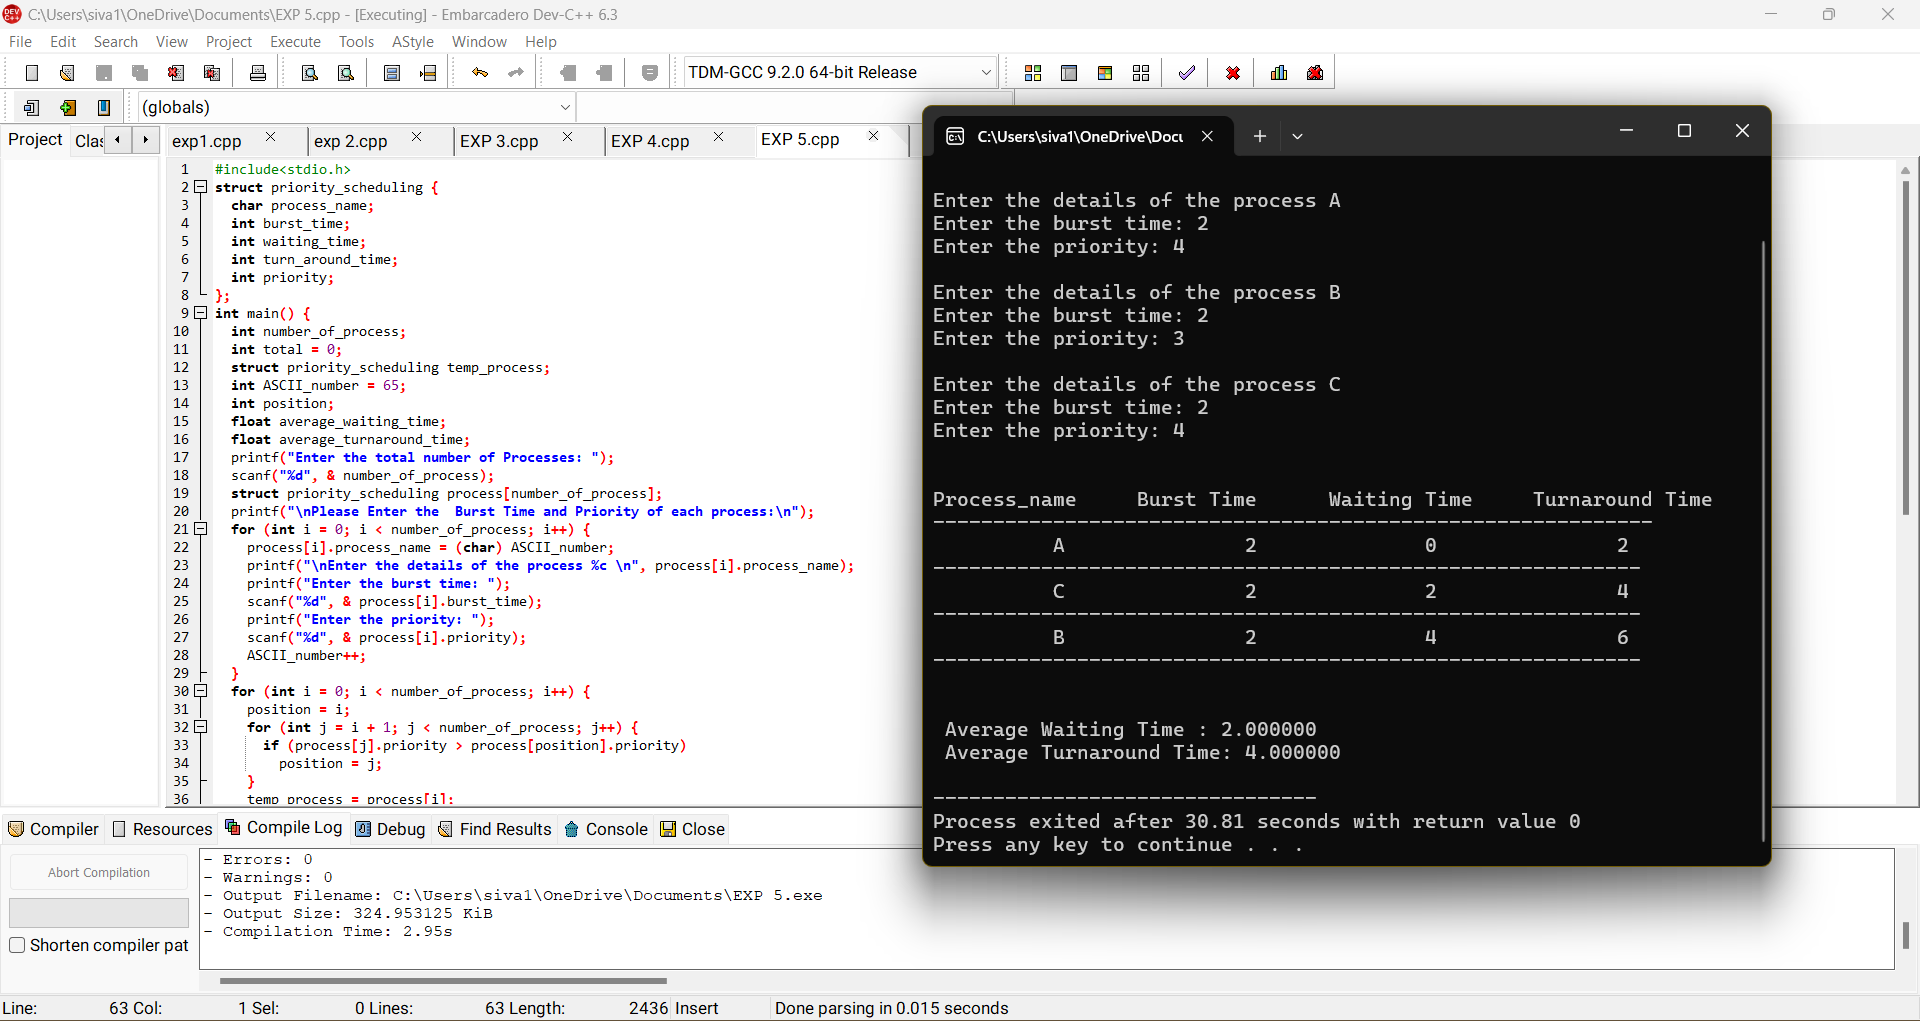 C:\Users\siva1\OneDrive\Documents\EXP 5.cpp - [Executing] - Embarcadero Dev-C++ 6.3
File Edit Search View Project Execute Tools AStyle Window Help
TDM-GCC 9.2.0 64-bit Release
(globals)
Project Clas
exp1.cpp exp 2.cpp EXP 3.cpp EXP 4.cpp EXP 5.cpp
1 #include<stdio.h>
2 struct priority_scheduling {
3 char process_name;
4 int burst_time;
5 int waiting_time;
6 int turn_around_time;
7 int priority;
8 };
9 int main() {
10 int number_of_process;
11 int total = 0;
12 struct priority_scheduling temp_process;
13 int ASCII_number = 65;
14 int position;
15 float average_waiting_time;
16 float average_turnaround_time;
17 printf("Enter the total number of Processes: ");
18 scanf("%d", & number_of_process);
19 struct priority_scheduling process[number_of_process];
20 printf("\nPlease Enter the  Burst Time and Priority of each process:\n");
21 for (int i = 0; i < number_of_process; i++) {
22 process[i].process_name = (char) ASCII_number;
23 printf("\nEnter the details of the process %c \n", process[i].process_name);
24 printf("Enter the burst time: ");
25 scanf("%d", & process[i].burst_time);
26 printf("Enter the priority: ");
27 scanf("%d", & process[i].priority);
28 ASCII_number++;
29 }
30 for (int i = 0; i < number_of_process; i++) {
31 position = i;
32 for (int j = i + 1; j < number_of_process; j++) {
33 if (process[j].priority > process[position].priority)
34 position = j;
35 }
36 temp_process = process[i];
C:\Users\siva1\OneDrive\Docu
Enter the details of the process A
Enter the burst time: 2
Enter the priority: 4
Enter the details of the process B
Enter the burst time: 2
Enter the priority: 3
Enter the details of the process C
Enter the burst time: 2
Enter the priority: 4
Process_name Burst Time Waiting Time Turnaround Time
------------------------------------------------------------
A 2 0 2
-----------------------------------------------------------
C 2 2 4
-----------------------------------------------------------
B 2 4 6
-----------------------------------------------------------
Average Waiting Time : 2.000000
Average Turnaround Time: 4.000000
--------------------------------
Process exited after 30.81 seconds with return value 0
Press any key to continue . . .
Compiler Resources Compile Log Debug Find Results Console Close
Abort Compilation
Shorten compiler pat
- Errors: 0
- Warnings: 0
- Output Filename: C:\Users\siva1\OneDrive\Documents\EXP 5.exe
- Output Size: 324.953125 KiB
- Compilation Time: 2.95s
Line: 63 Col: 1 Sel: 0 Lines: 63 Length: 2436 Insert Done parsing in 0.015 seconds